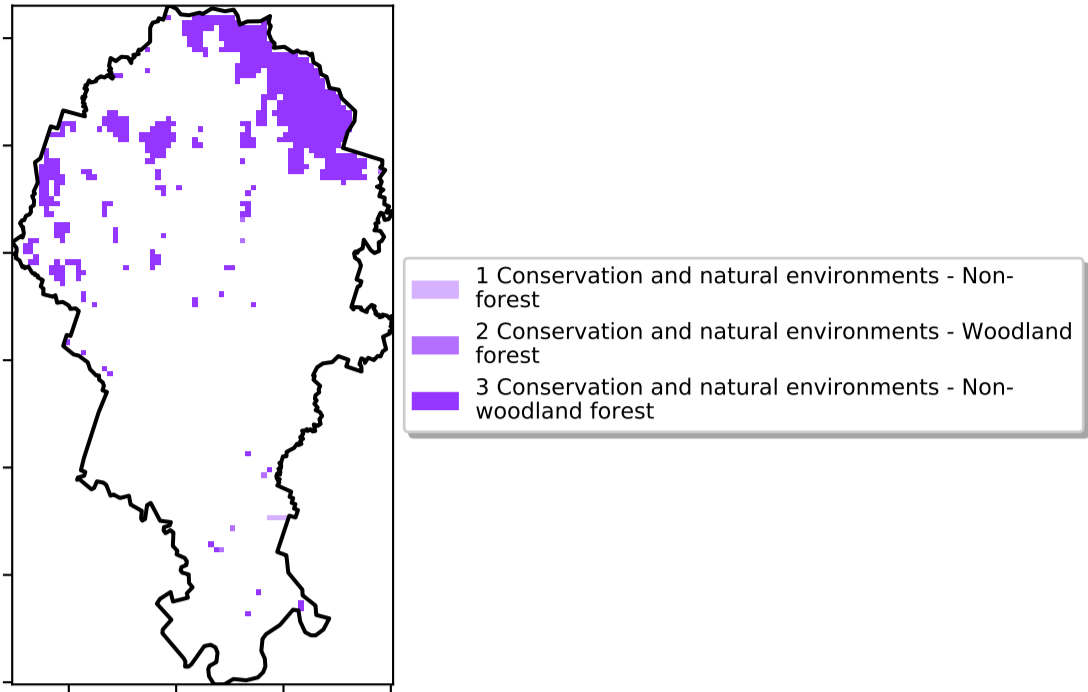 1 Conservation and natural environments - Non-
forest
2 Conservation and natural environments - Woodland
forest
3 Conservation and natural environments - Non-
woodland forest